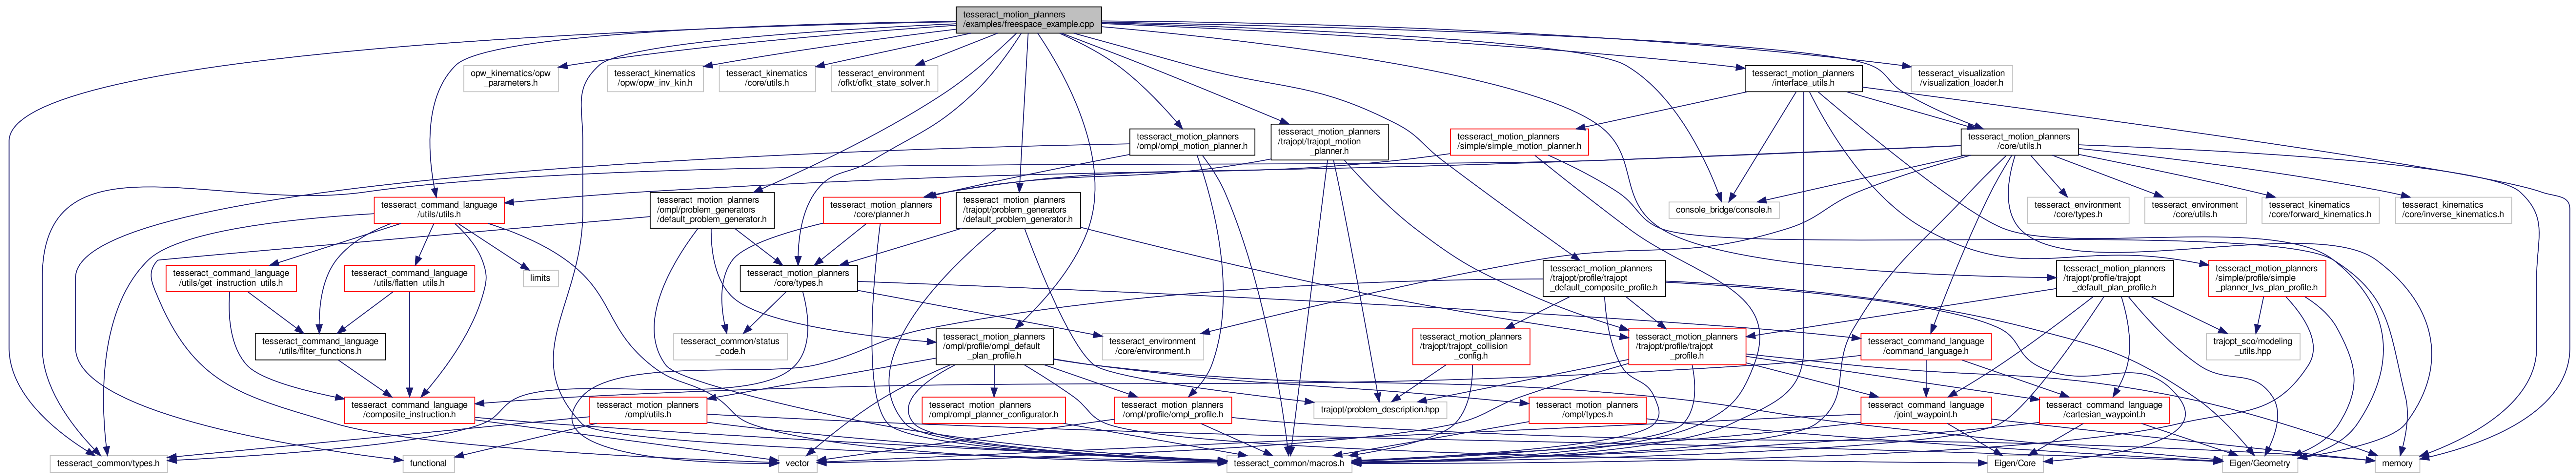 tesseract_motion_planners
/examples/freespace_example.cpp
opw_kinematics/opw
_parameters.h
tesseract_kinematics
/opw/opw_inv_kin.h
tesseract_kinematics
/core/utils.h
tesseract_environment
/ofkt/ofkt_state_solver.h
tesseract_motion_planners
/interface_utils.h
tesseract_visualization
/visualization_loader.h
tesseract_motion_planners
/ompl/ompl_motion_planner.h
tesseract_motion_planners
/trajopt/trajopt_motion
_planner.h
tesseract_motion_planners
/simple/simple_motion_planner.h
tesseract_motion_planners
/core/utils.h
tesseract_command_language
/utils/utils.h
tesseract_motion_planners
/ompl/problem_generators
/default_problem_generator.h
tesseract_motion_planners
/core/planner.h
tesseract_motion_planners
/trajopt/problem_generators
/default_problem_generator.h
console_bridge/console.h
tesseract_environment
/core/types.h
tesseract_environment
/core/utils.h
tesseract_kinematics
/core/forward_kinematics.h
tesseract_kinematics
/core/inverse_kinematics.h
tesseract_command_language
/utils/get_instruction_utils.h
tesseract_command_language
/utils/flatten_utils.h
limits
tesseract_motion_planners
/core/types.h
tesseract_motion_planners
/trajopt/profile/trajopt
_default_composite_profile.h
tesseract_motion_planners
/trajopt/profile/trajopt
_default_plan_profile.h
tesseract_motion_planners
/simple/profile/simple
_planner_lvs_plan_profile.h
tesseract_command_language
/utils/filter_functions.h
tesseract_common/status
_code.h
tesseract_motion_planners
/ompl/profile/ompl_default
_plan_profile.h
tesseract_environment
/core/environment.h
tesseract_motion_planners
/trajopt/trajopt_collision
_config.h
tesseract_motion_planners
/trajopt/profile/trajopt
_profile.h
tesseract_command_language
/command_language.h
trajopt_sco/modeling
_utils.hpp
tesseract_command_language
/composite_instruction.h
tesseract_motion_planners
/ompl/utils.h
tesseract_motion_planners
/ompl/ompl_planner_configurator.h
tesseract_motion_planners
/ompl/profile/ompl_profile.h
trajopt/problem_description.hpp
tesseract_motion_planners
/ompl/types.h
tesseract_command_language
/joint_waypoint.h
tesseract_command_language
/cartesian_waypoint.h
tesseract_common/types.h
functional
vector
tesseract_common/macros.h
Eigen/Core
Eigen/Geometry
memory